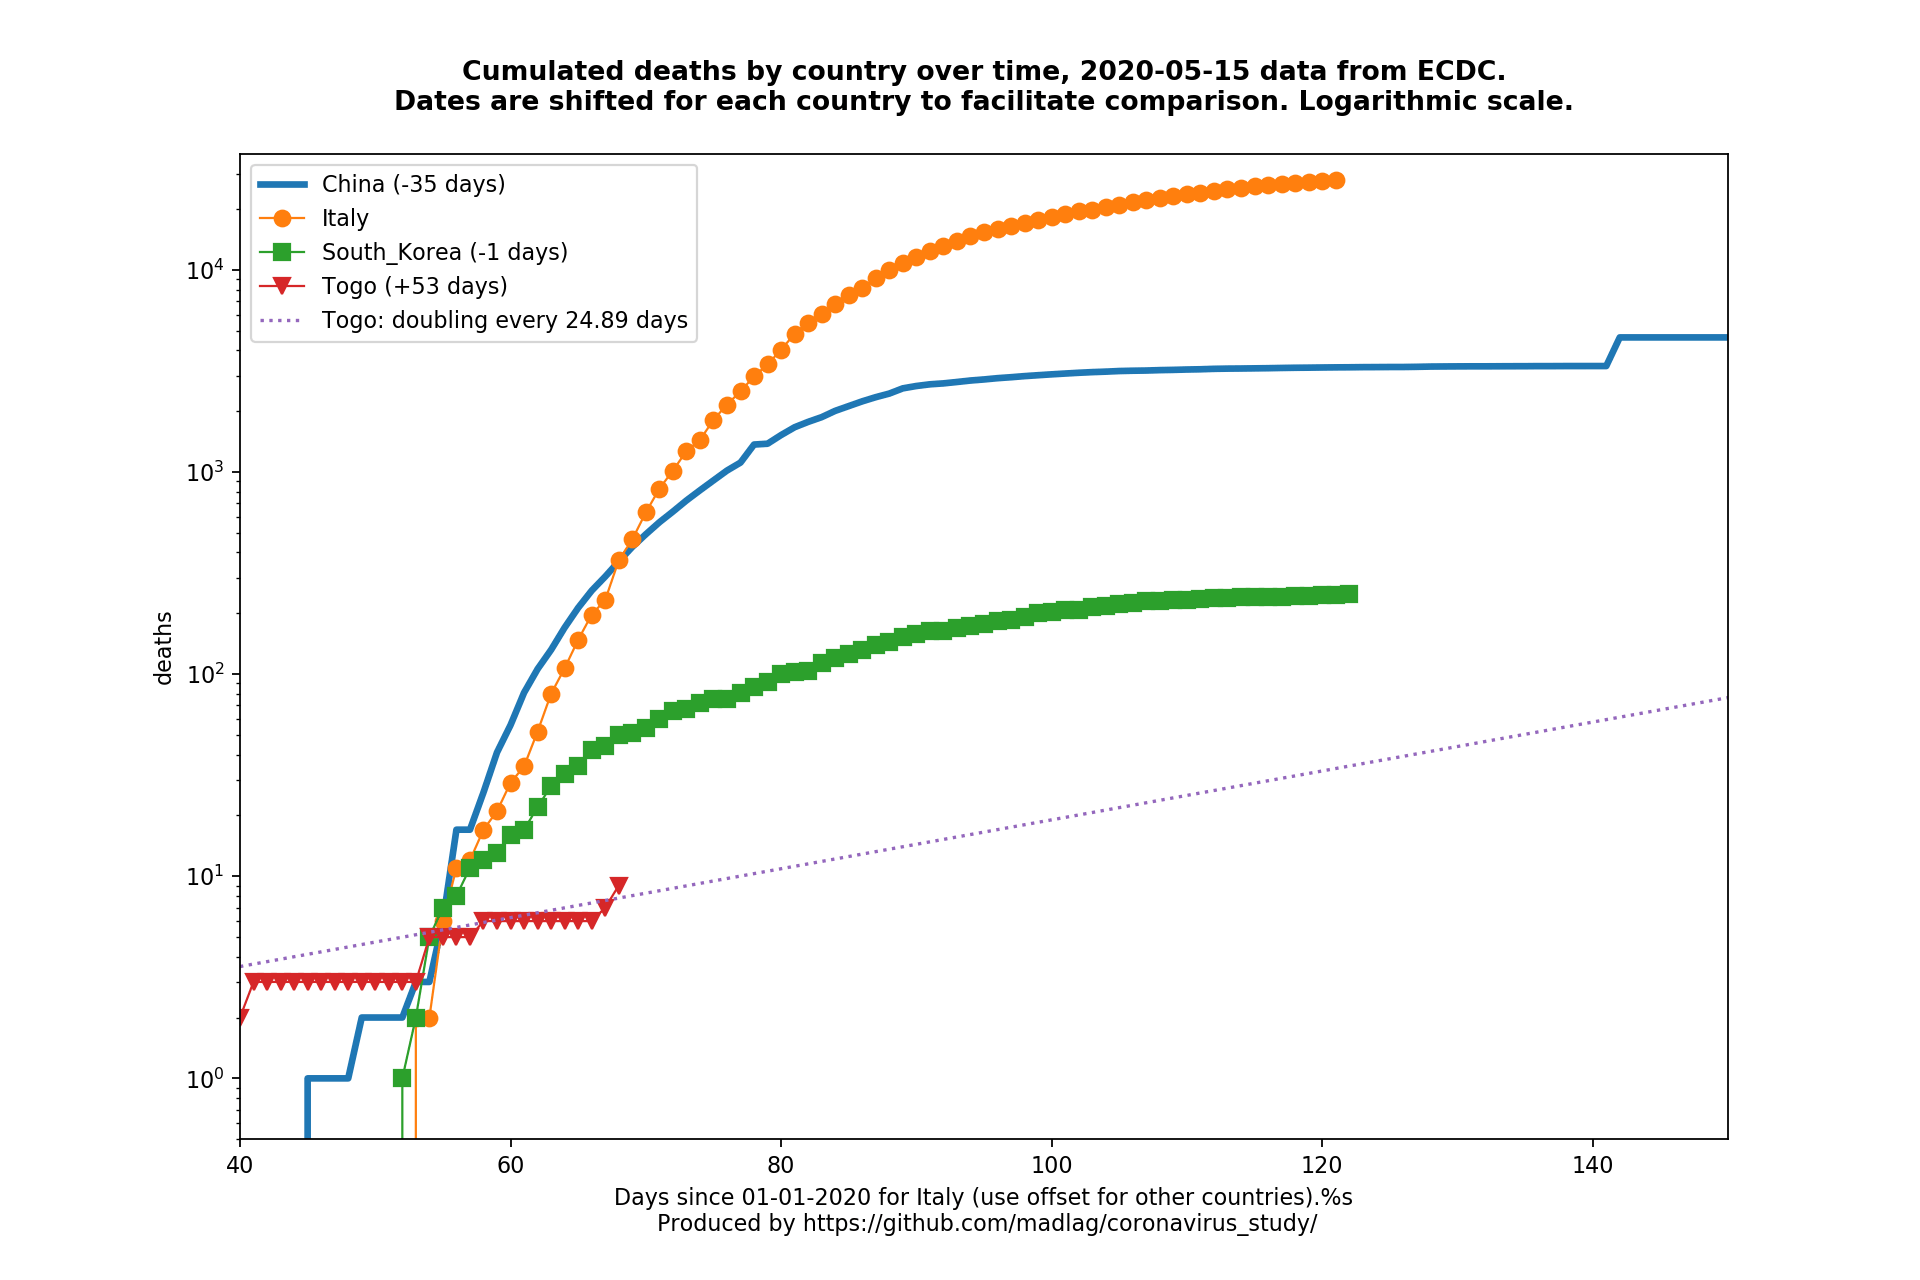 Cumulated deaths by country over time, 2020-05-15 data from ECDC.
Dates are shifted for each country to facilitate comparison. Logarithmic scale.
China (-35 days)
Italy
South_Korea (-1 days)
Togo (+53 days)
Togo: doubling every 24.89 days
deaths
10⁴
10³
10²
10¹
10⁰
40 60 80 100 120 140
Days since 01-01-2020 for Italy (use offset for other countries).%s
Produced by https://github.com/madlag/coronavirus_study/